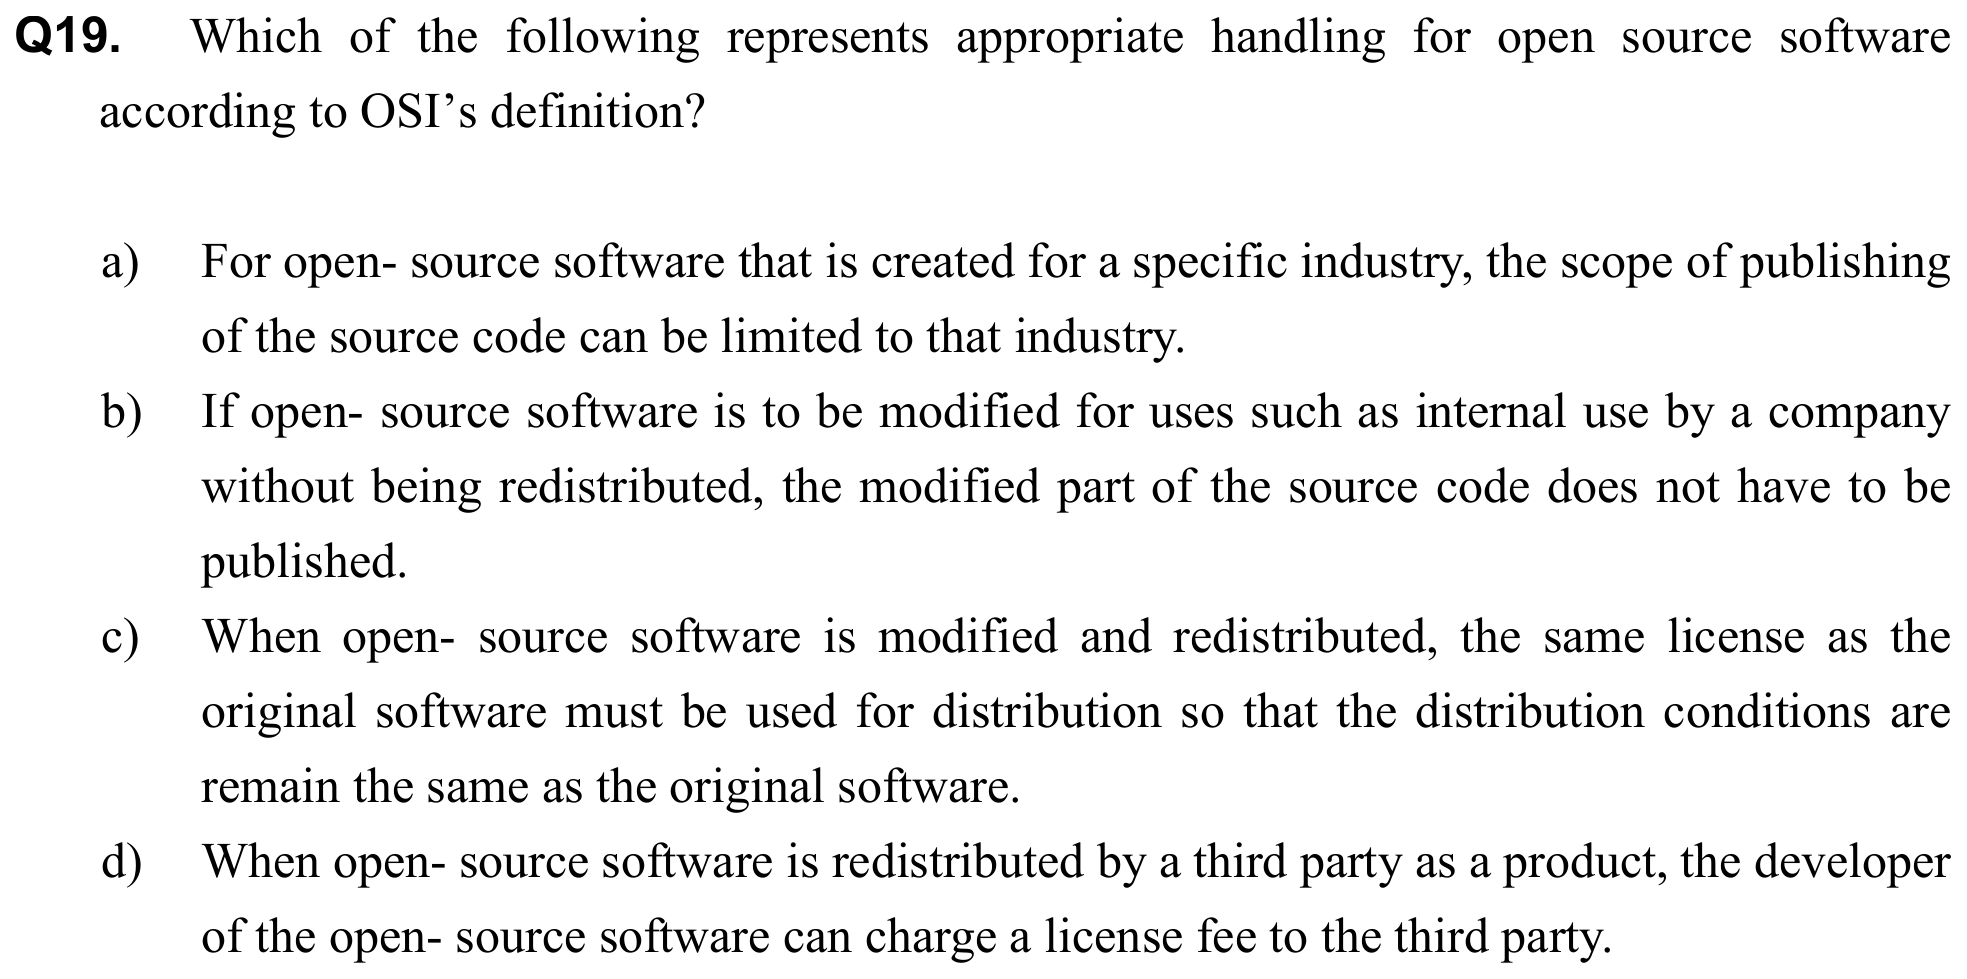 Q19. Which of the following represents appropriate handling for open source software
according to OSI’s definition?
a) For open- source software that is created for a specific industry, the scope of publishing
of the source code can be limited to that industry.
b) If open- source software is to be modified for uses such as internal use by a company
without being redistributed, the modified part of the source code does not have to be
published.
c) When open- source software is modified and redistributed, the same license as the
original software must be used for distribution so that the distribution conditions are
remain the same as the original software.
d) When open- source software is redistributed by a third party as a product, the developer
of the open- source software can charge a license fee to the third party.